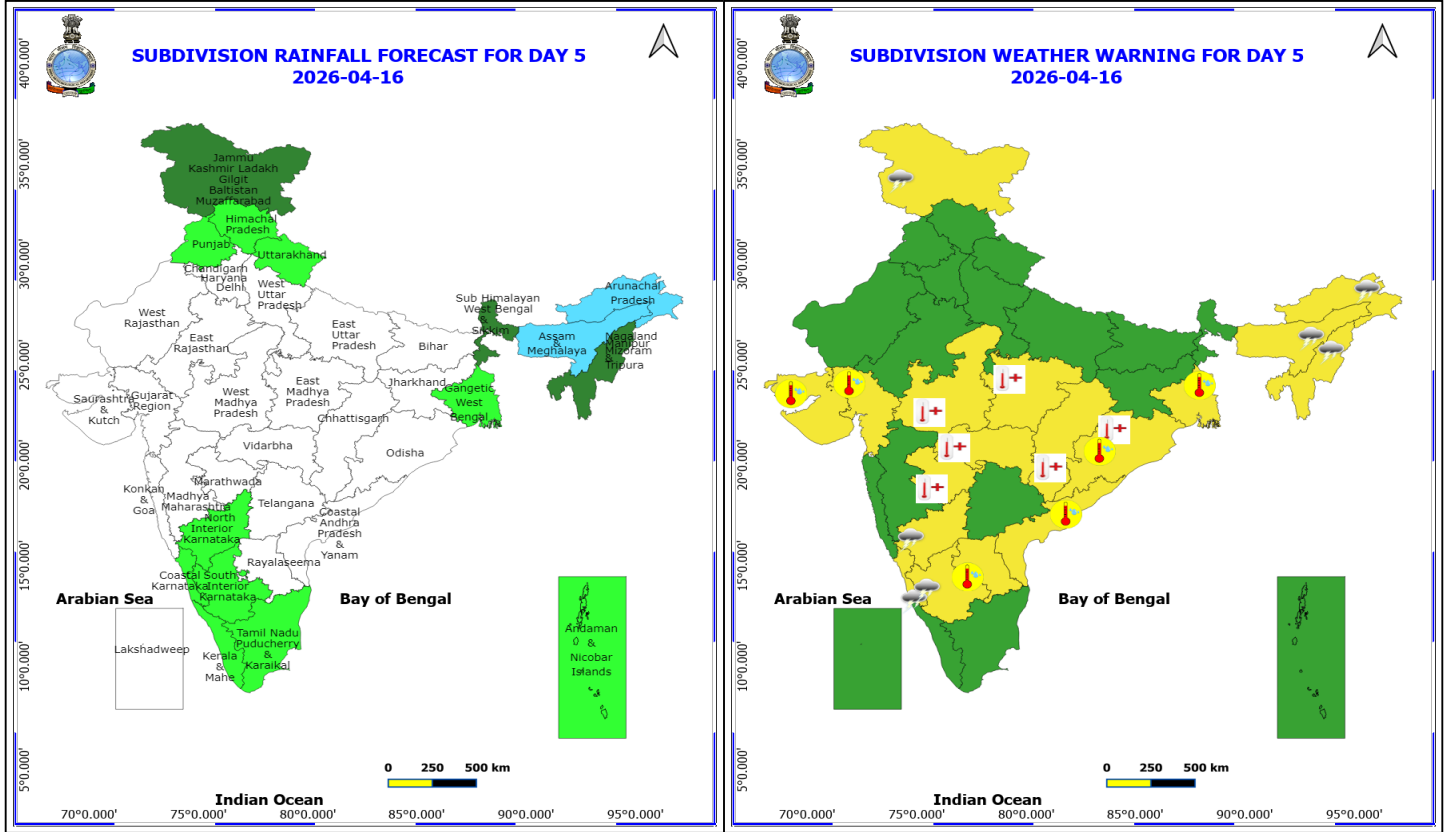 SUBDIVISION RAINFALL FORECAST FOR DAY 5
2026-04-16
40°0.000'
35°0.000'
30°0.000'
25°0.000'
20°0.000'
15°0.000'
10°0.000'
5°0.000'
Jammu
Kashmir Ladakh
Gilgit
Baltistan
Muzaffarabad
Himachal
Pradesh
Punjab
Uttarakhand
Chandigarh
Haryana
Delhi
West
Uttar
Pradesh
West
Rajasthan
East
Rajasthan
East
Uttar
Pradesh
Bihar
Sub Himalayan
West Bengal
&
Sikkim
Arunachal
Pradesh
Assam
&
Meghalaya
Nagaland
Manipur
Mizoram
&
Tripura
Jharkhand
Gangetic
West
Bengal
Saurashtra
&
Kutch
Gujarat
Region
West
Madhya
Pradesh
East
Madhya
Pradesh
Chhattisgarh
Vidarbha
Odisha
Konkan
&
Goa
Madhya
Maharashtra
Marathwada
Telangana
North
Interior
Karnataka
Coastal
Andhra
Pradesh
&
Yanam
Rayalaseema
Coastal
Karnataka
South
Interior
Karnataka
Arabian Sea
Bay of Bengal
Lakshadweep
Kerala
&
Mahe
Tamil Nadu
Puducherry
&
Karaikal
Andaman
&
Nicobar
Islands
0 250 500 km
Indian Ocean
70°0.000' 75°0.000' 80°0.000' 85°0.000' 90°0.000' 95°0.000'
SUBDIVISION WEATHER WARNING FOR DAY 5
2026-04-16
40°0.000'
35°0.000'
30°0.000'
25°0.000'
20°0.000'
15°0.000'
10°0.000'
5°0.000'
Arabian Sea
Bay of Bengal
0 250 500 km
Indian Ocean
70°0.000' 75°0.000' 80°0.000' 85°0.000' 90°0.000' 95°0.000'